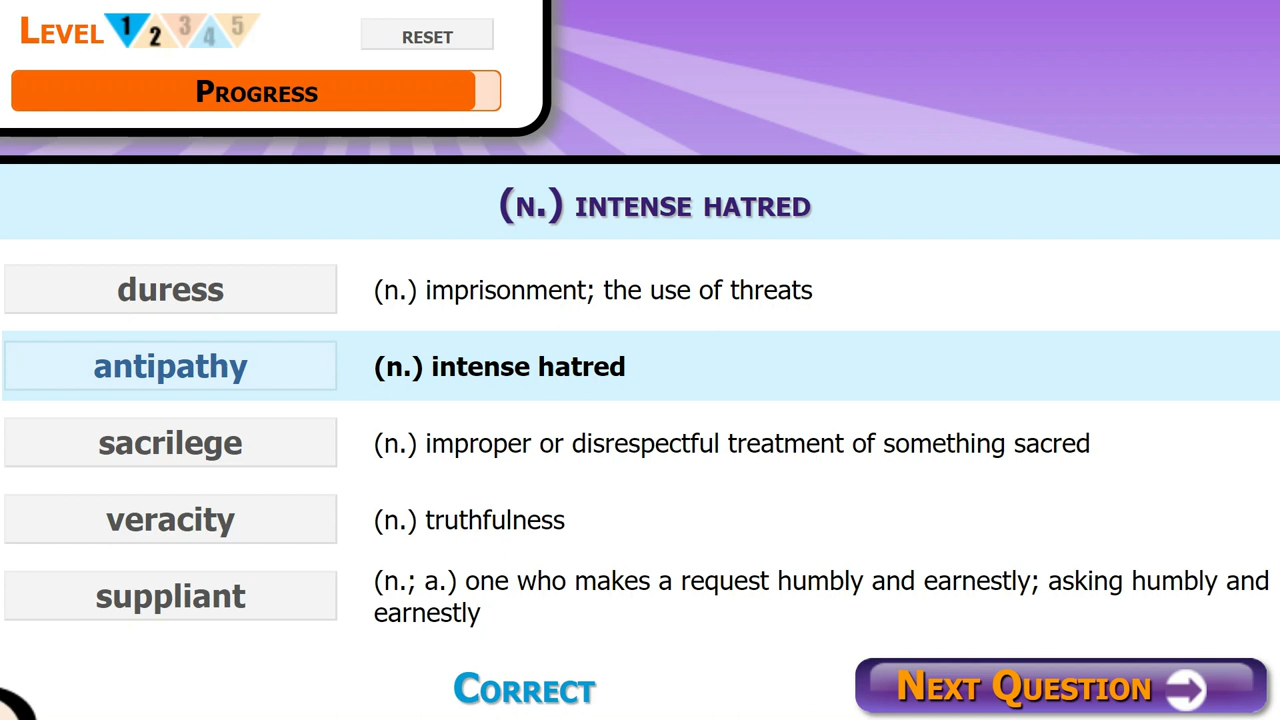 LEVEL 1 2 3 4 5
RESET
PROGRESS
(N.) INTENSE HATRED
duress (n.) imprisonment; the use of threats
antipathy (n.) intense hatred
sacrilege (n.) improper or disrespectful treatment of something sacred
veracity (n.) truthfulness
suppliant (n.; a.) one who makes a request humbly and earnestly; asking humbly and
earnestly
CORRECT
NEXT QUESTION